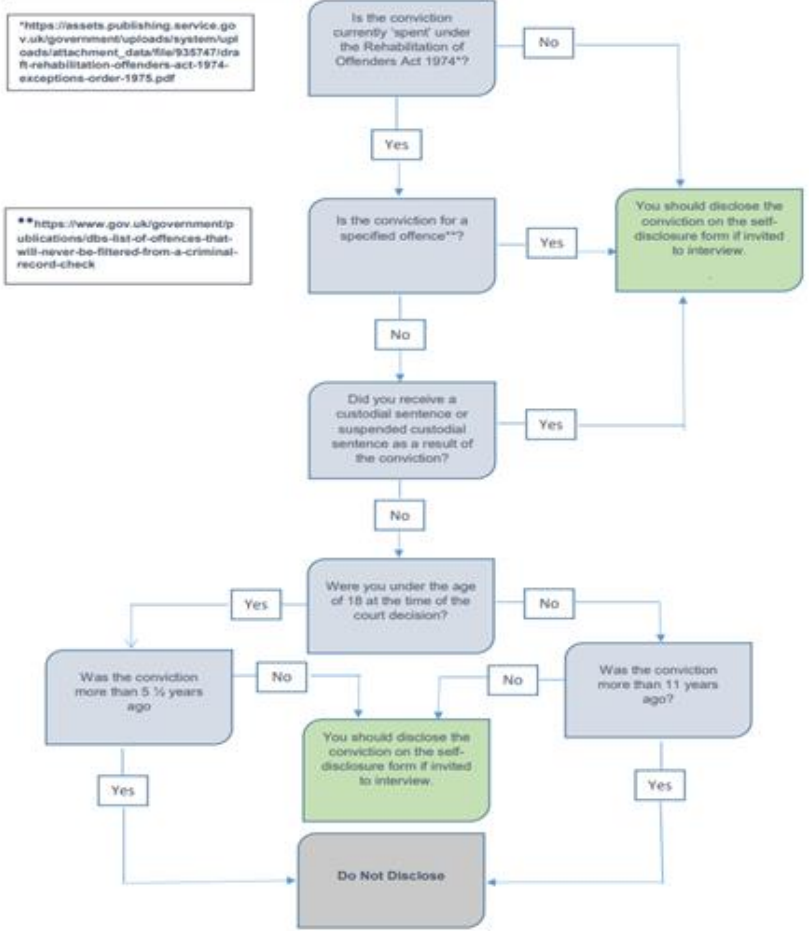 *https://assets.publishing.service.go
v.uk/government/uploads/system/upl
oads/attachment_data/file/935747/dra
ft-rehabilitation-offenders-act-1974-
exceptions-order-1975.pdf
Is the conviction
currently 'spent' under
the Rehabilitation of
Offenders Act 1974*?
No
Yes
**https://www.gov.uk/government/p
ublications/dbs-list-of-offences-that-
will-never-be-filtered-from-a-criminal-
record-check
Is the conviction for a
specified offence**?
Yes
You should disclose the
conviction on the self-
disclosure form if invited
to interview.
.
No
Did you receive a
custodial sentence or
suspended custodial
sentence as a result of
the conviction?
Yes
No
Were you under the age
of 18 at the time of the
court decision?
Yes
No
Was the conviction
more than 5 ½ years
ago
No
No
Was the conviction
more than 11 years
ago?
You should disclose the
conviction on the self-
disclosure form if invited
to interview.
Yes
Yes
Do Not Disclose